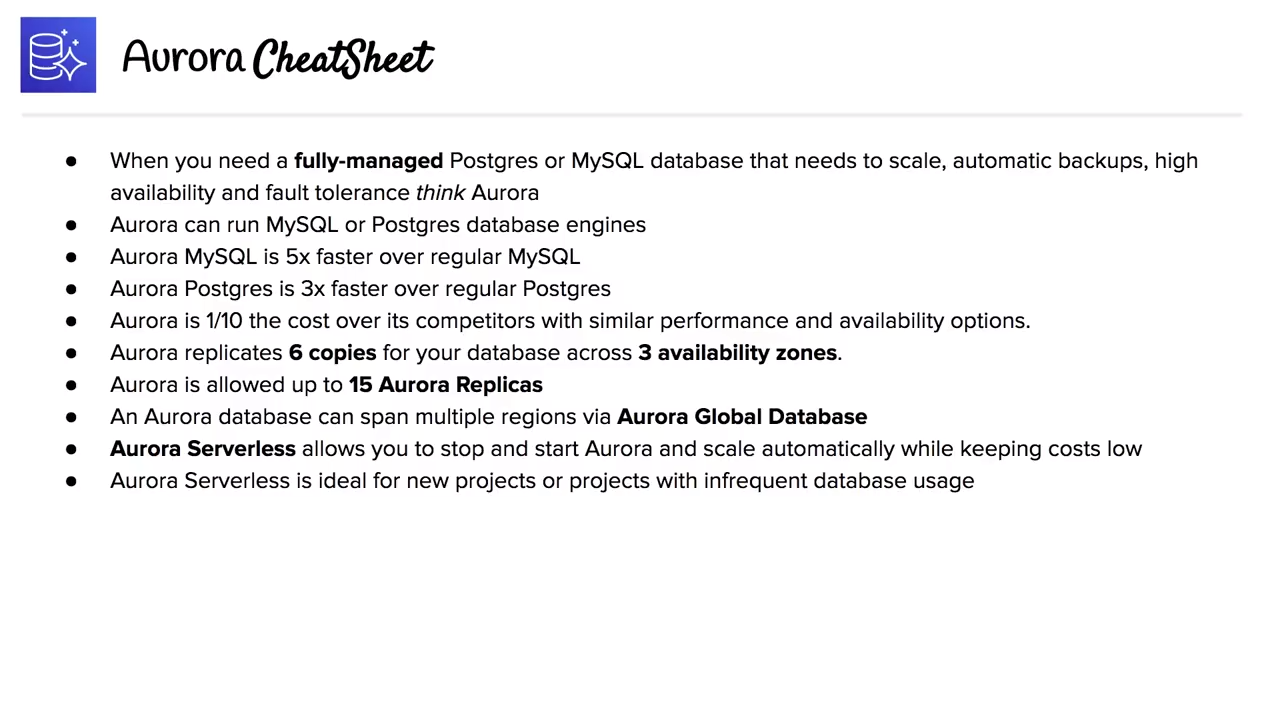 Aurora CheatSheet
● When you need a fully-managed Postgres or MySQL database that needs to scale, automatic backups, high
availability and fault tolerance think Aurora
● Aurora can run MySQL or Postgres database engines
● Aurora MySQL is 5x faster over regular MySQL
● Aurora Postgres is 3x faster over regular Postgres
● Aurora is 1/10 the cost over its competitors with similar performance and availability options.
● Aurora replicates 6 copies for your database across 3 availability zones.
● Aurora is allowed up to 15 Aurora Replicas
● An Aurora database can span multiple regions via Aurora Global Database
● Aurora Serverless allows you to stop and start Aurora and scale automatically while keeping costs low
● Aurora Serverless is ideal for new projects or projects with infrequent database usage